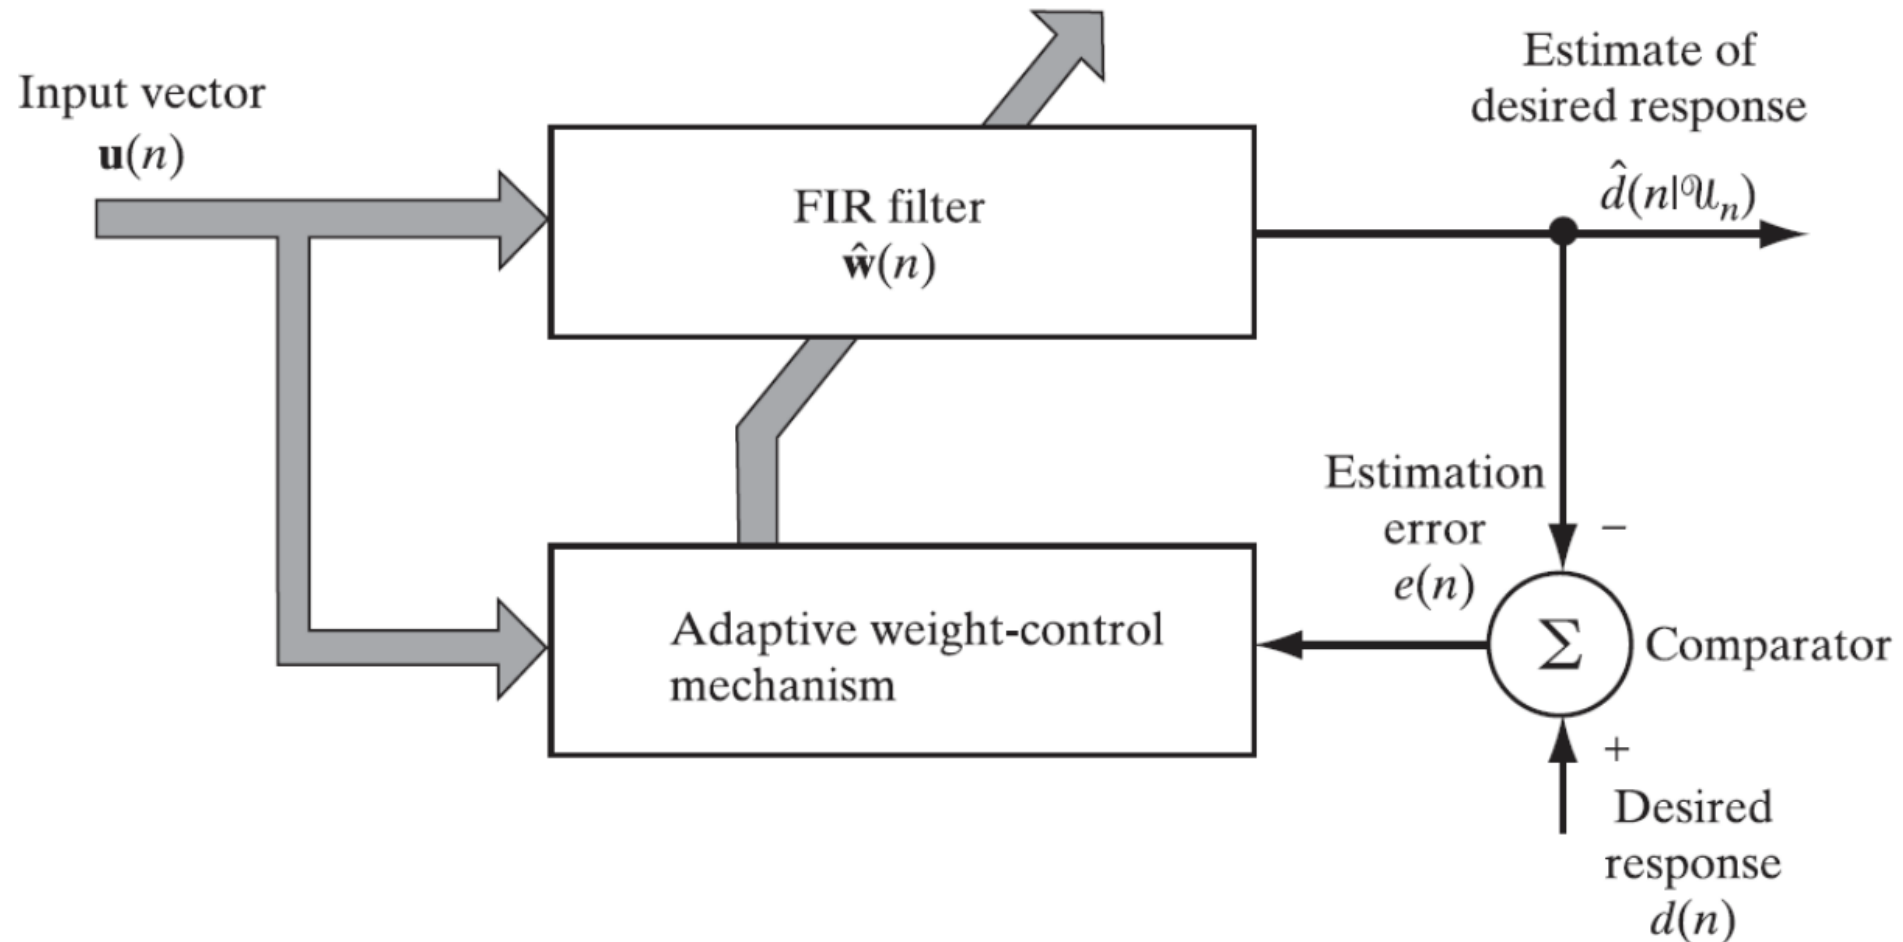 Input vector
u(n)
FIR filter
ŵ(n)
Estimate of
desired response
d̂(n|𝒰ₙ)
Estimation
error
e(n)
−
Σ
Comparator
Adaptive weight-control
mechanism
+
Desired
response
d(n)